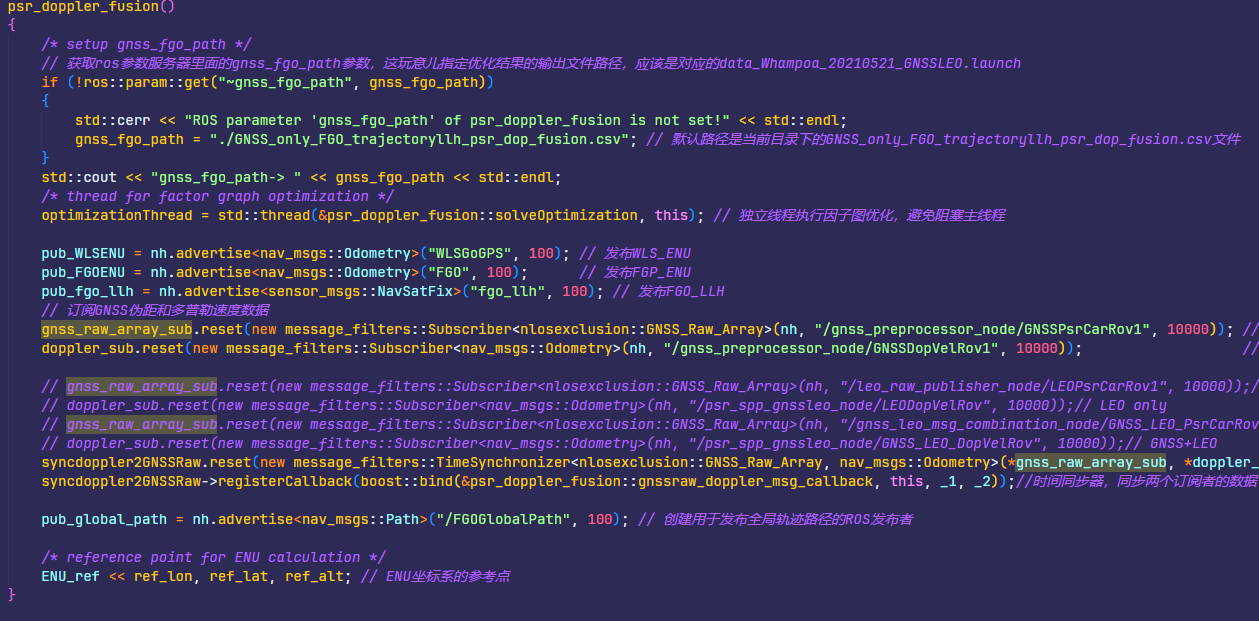 psr_doppler_fusion()
{
/* setup gnss_fgo_path */
// 获取ros参数服务器里面的gnss_fgo_path参数，这玩意儿指定优化结果的输出文件路径，应该是对应的data_Whampoa_20210521_GNSSLEO.launch
if (!ros::param::get("~gnss_fgo_path", gnss_fgo_path))
{
std::cerr << "ROS parameter 'gnss_fgo_path' of psr_doppler_fusion is not set!" << std::endl;
gnss_fgo_path = "./GNSS_only_FGO_trajectoryllh_psr_dop_fusion.csv"; // 默认路径是当前目录下的GNSS_only_FGO_trajectoryllh_psr_dop_fusion.csv文件
}
std::cout << "gnss_fgo_path-> " << gnss_fgo_path << std::endl;
/* thread for factor graph optimization */
optimizationThread = std::thread(&psr_doppler_fusion::solveOptimization, this); // 独立线程执行因子图优化，避免阻塞主线程
pub_WLSENU = nh.advertise<nav_msgs::Odometry>("WLSGoGPS", 100); // 发布WLS_ENU
pub_FGOENU = nh.advertise<nav_msgs::Odometry>("FGO", 100); // 发布FGP_ENU
pub_fgo_llh = nh.advertise<sensor_msgs::NavSatFix>("fgo_llh", 100); // 发布FGO_LLH
// 订阅GNSS伪距和多普勒速度数据
gnss_raw_array_sub.reset(new message_filters::Subscriber<nlosexclusion::GNSS_Raw_Array>(nh, "/gnss_preprocessor_node/GNSSPsrCarRov1", 10000)); //
doppler_sub.reset(new message_filters::Subscriber<nav_msgs::Odometry>(nh, "/gnss_preprocessor_node/GNSSDopVelRov1", 10000)); //
// gnss_raw_array_sub.reset(new message_filters::Subscriber<nlosexclusion::GNSS_Raw_Array>(nh, "/leo_raw_publisher_node/LEOPsrCarRov1", 10000));/
// doppler_sub.reset(new message_filters::Subscriber<nav_msgs::Odometry>(nh, "/psr_spp_gnssleo_node/LEODopVelRov", 10000));// LEO only
// gnss_raw_array_sub.reset(new message_filters::Subscriber<nlosexclusion::GNSS_Raw_Array>(nh, "/gnss_leo_msg_combination_node/GNSS_LEO_PsrCarRov
// doppler_sub.reset(new message_filters::Subscriber<nav_msgs::Odometry>(nh, "/psr_spp_gnssleo_node/GNSS_LEO_DopVelRov", 10000));// GNSS+LEO
syncdoppler2GNSSRaw.reset(new message_filters::TimeSynchronizer<nlosexclusion::GNSS_Raw_Array, nav_msgs::Odometry>(*gnss_raw_array_sub, *doppler_
syncdoppler2GNSSRaw->registerCallback(boost::bind(&psr_doppler_fusion::gnssraw_doppler_msg_callback, this, _1, _2));//时间同步器，同步两个订阅者的数据
pub_global_path = nh.advertise<nav_msgs::Path>("/FGOGlobalPath", 100); // 创建用于发布全局轨迹路径的ROS发布者
/* reference point for ENU calculation */
ENU_ref << ref_lon, ref_lat, ref_alt; // ENU坐标系的参考点
}